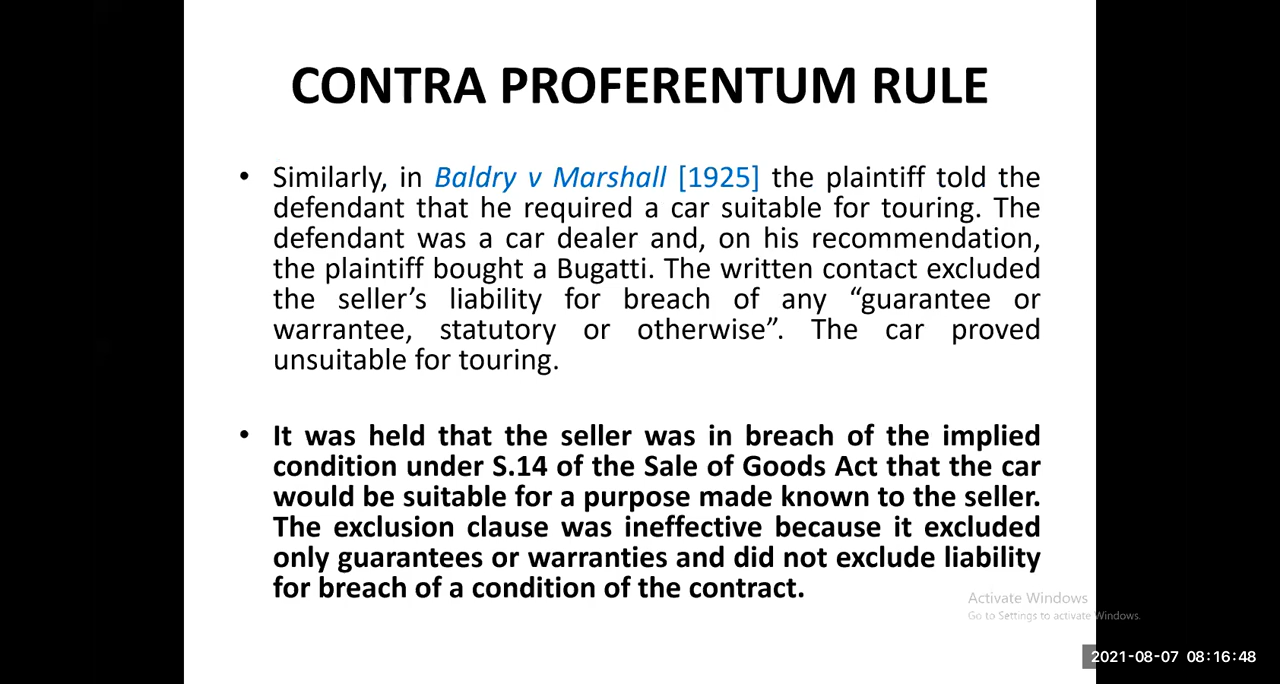 CONTRA PROFERENTUM RULE
• Similarly, in Baldry v Marshall [1925] the plaintiff told the
defendant that he required a car suitable for touring. The
defendant was a car dealer and, on his recommendation,
the plaintiff bought a Bugatti. The written contact excluded
the seller’s liability for breach of any “guarantee or
warrantee, statutory or otherwise”. The car proved
unsuitable for touring.
• It was held that the seller was in breach of the implied
condition under S.14 of the Sale of Goods Act that the car
would be suitable for a purpose made known to the seller.
The exclusion clause was ineffective because it excluded
only guarantees or warranties and did not exclude liability
for breach of a condition of the contract.
Activate Windows
Go to Settings to activate Windows.
2021-08-07 08:16:48